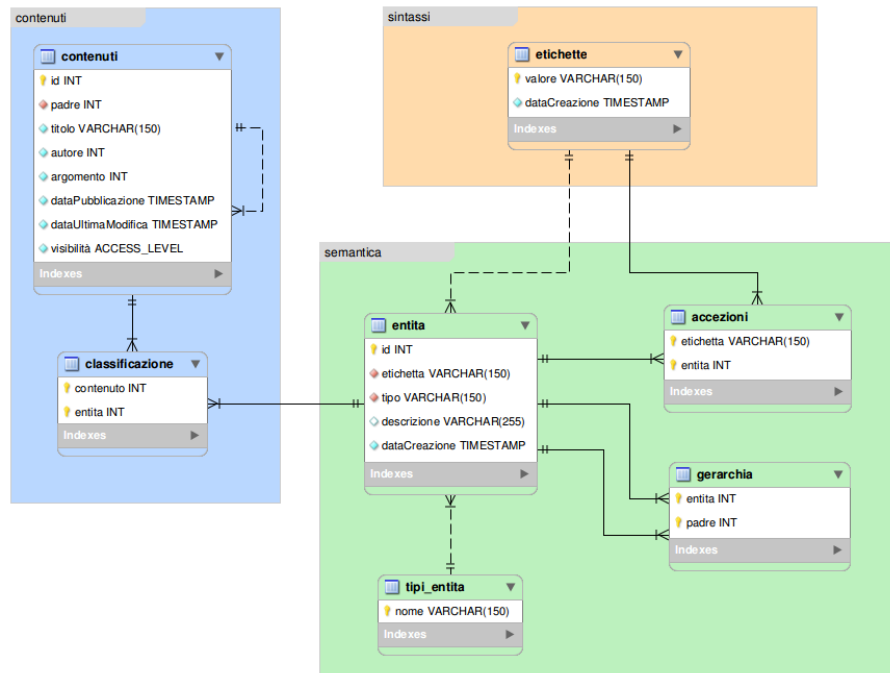 contenuti
contenuti
id INT
padre INT
titolo VARCHAR(150)
autore INT
argomento INT
dataPubblicazione TIMESTAMP
dataUltimaModifica TIMESTAMP
visibilità ACCESS_LEVEL
Indexes
classificazione
contenuto INT
entita INT
Indexes
sintassi
etichette
valore VARCHAR(150)
dataCreazione TIMESTAMP
Indexes
semantica
entita
id INT
etichetta VARCHAR(150)
tipo VARCHAR(150)
descrizione VARCHAR(255)
dataCreazione TIMESTAMP
Indexes
accezioni
etichetta VARCHAR(150)
entita INT
Indexes
gerarchia
entita INT
padre INT
Indexes
tipi_entita
nome VARCHAR(150)
Indexes